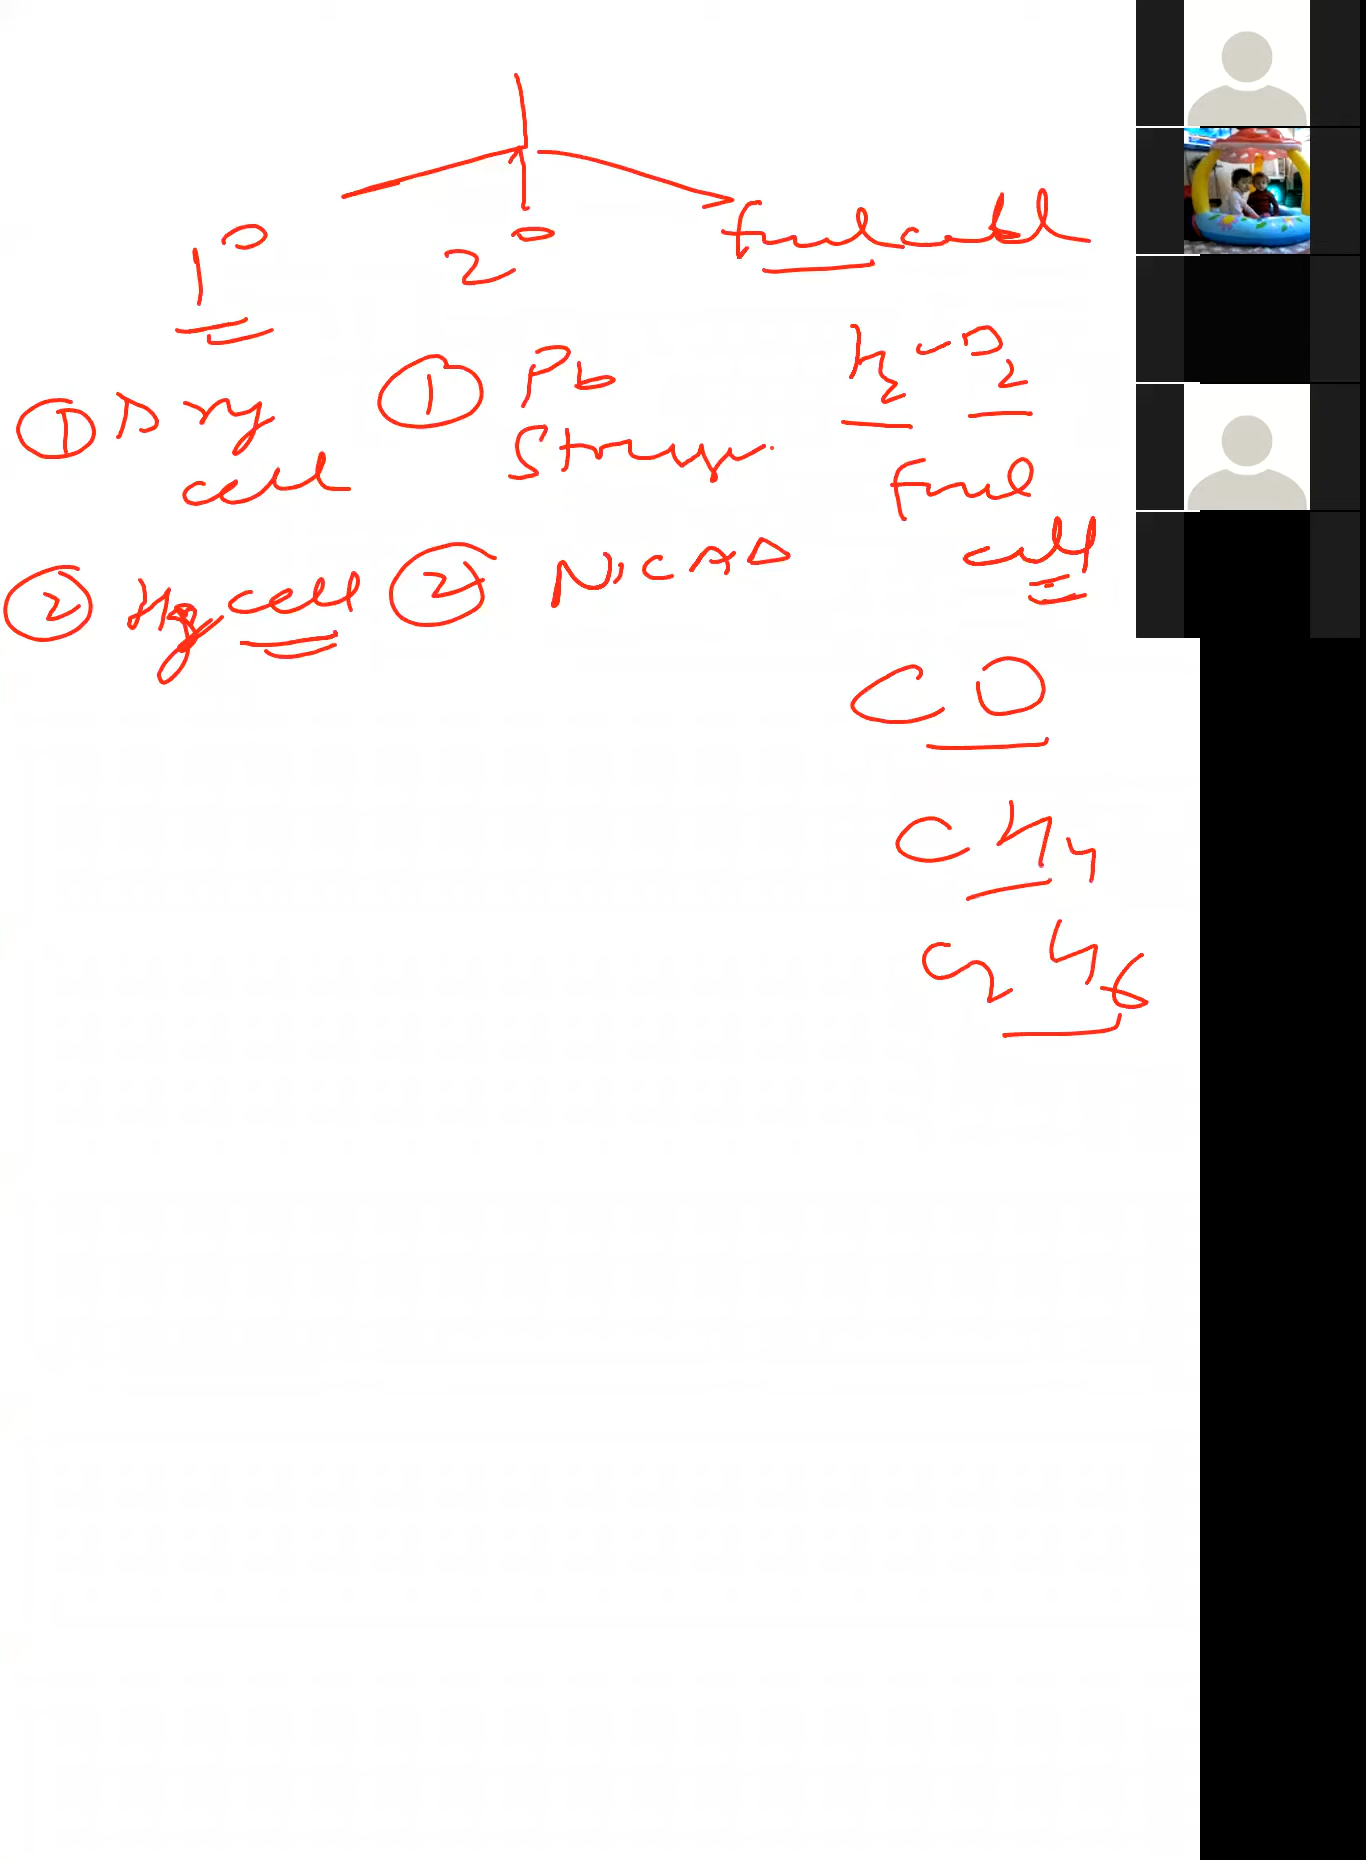 1° 2° fuel cell
① Dry cell
② Hg cell
① Pb Storage
② NiCAD
H2-O2
fuel
cell
CO
CH4
C2H6